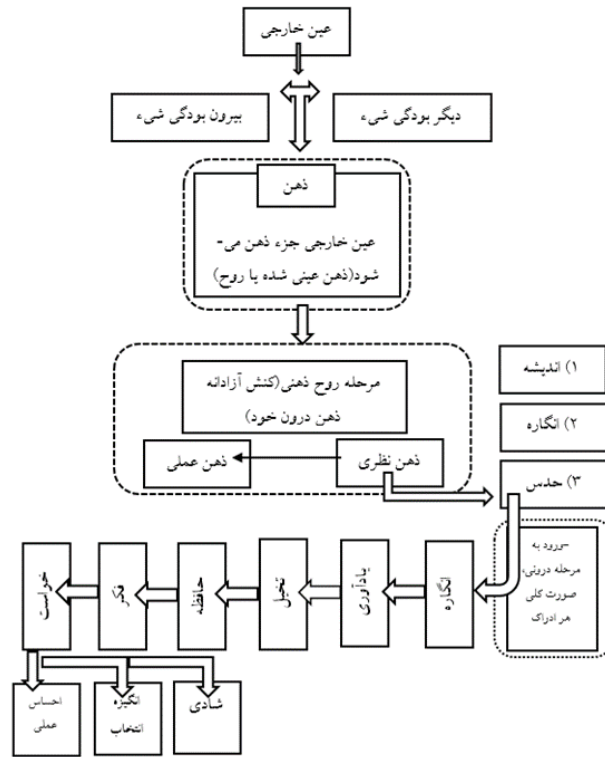 عین خارجی
دیگر بودگی شیء
بیرون بودگی شیء
ذهن
عین خارجی جزء ذهن می-
شود(ذهن عینی شده یا روح)
مرحله روح ذهنی(کنش آزادانه
ذهن درون خود)
ذهن نظری
ذهن عملی
۱) اندیشه
۲) انگاره
۳) حدس
-ورود به
مرحله درونی،
صورت کلی
هر ادراک
انگاره
یادآوری
تخیل
حافظه
فکر
خواست
شادی
انگیزه
انتخاب
احساس
عملی